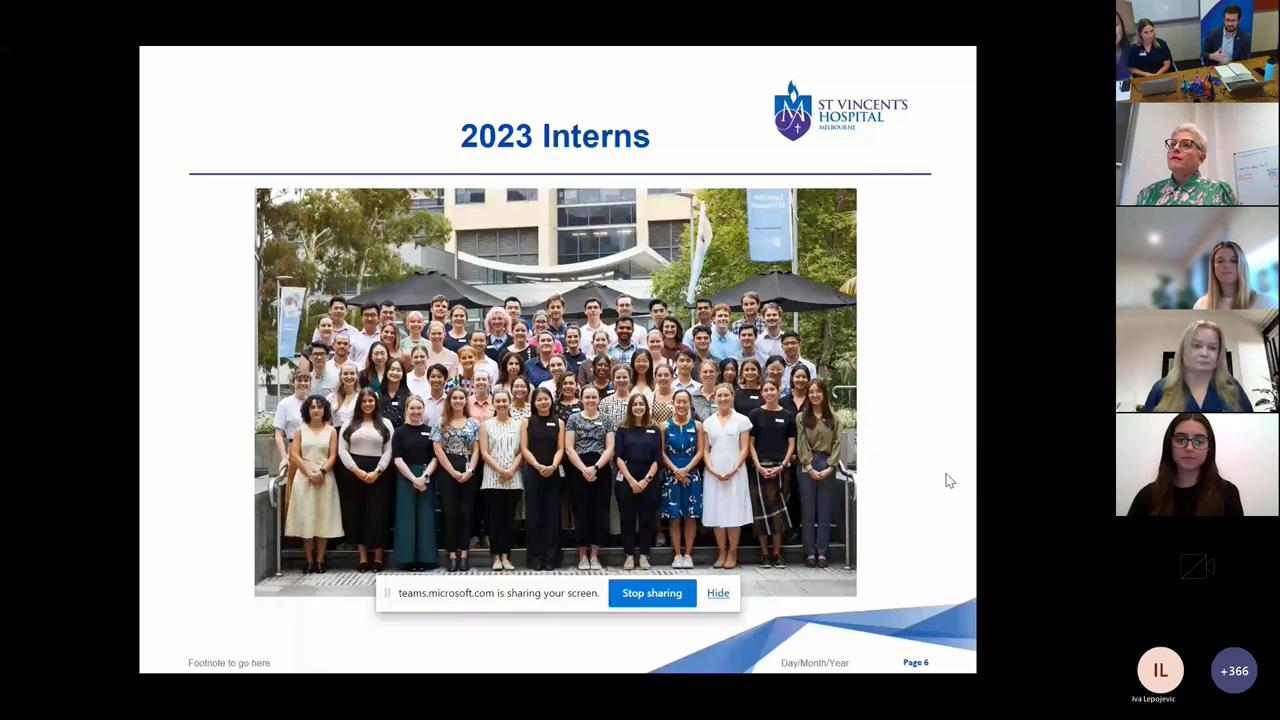 2023 Interns
ST VINCENT'S
HOSPITAL
MELBOURNE
teams.microsoft.com is sharing your screen.
Stop sharing
Hide
Footnote to go here
Day/Month/Year
Page 6
IL
+366
Iva Lepojevic